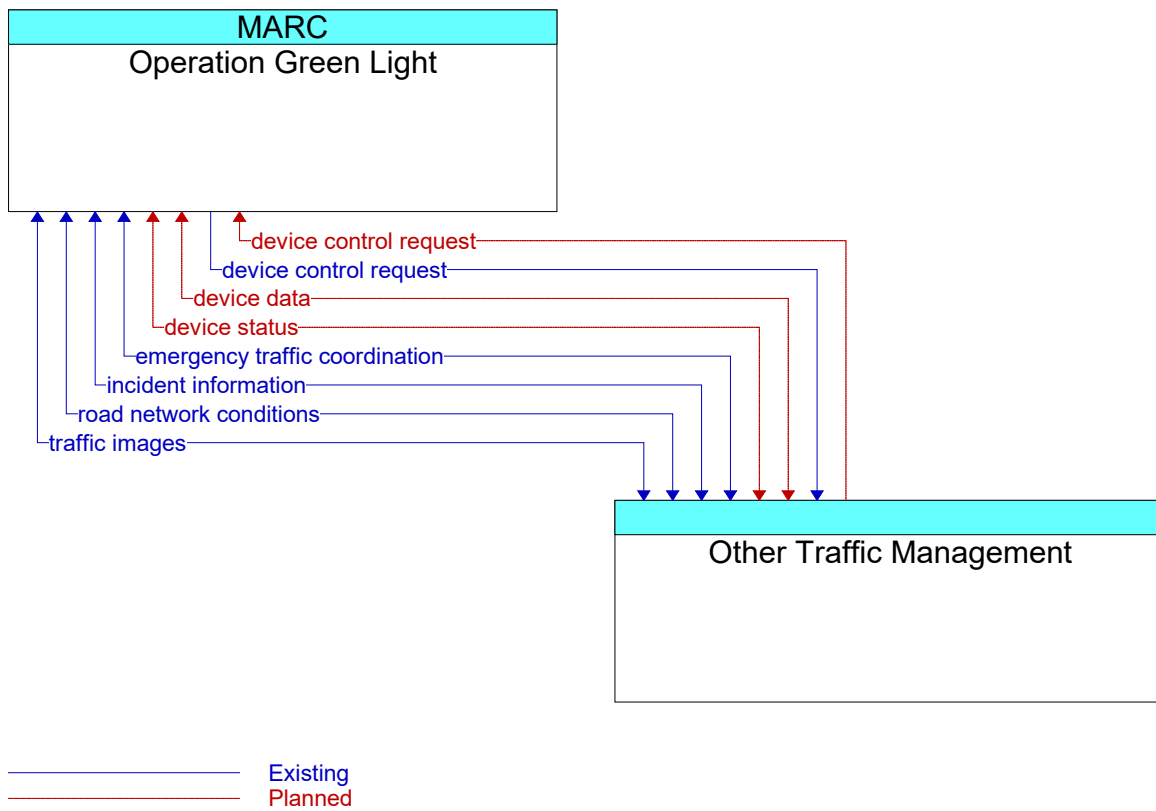 MARC
Operation Green Light
device control request
device control request
device data
device status
emergency traffic coordination
incident information
road network conditions
traffic images
Other Traffic Management
Existing
Planned